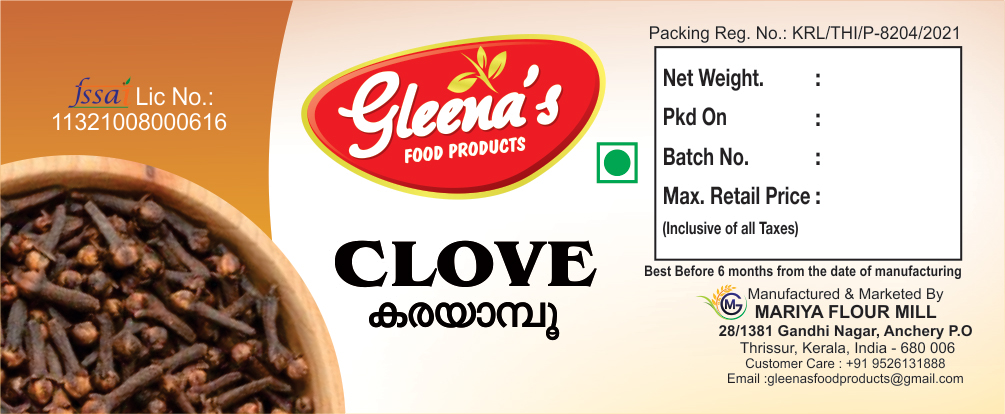 fssai Lic No.:
11321008000616
Gleena's
FOOD PRODUCTS
CLOVE
കരയാമ്പൂ
Packing Reg. No.: KRL/THI/P-8204/2021
Net Weight. :
Pkd On :
Batch No. :
Max. Retail Price :
(Inclusive of all Taxes)
Best Before 6 months from the date of manufacturing
MG
Manufactured & Marketed By
MARIYA FLOUR MILL
28/1381 Gandhi Nagar, Anchery P.O
Thrissur, Kerala, India - 680 006
Customer Care : +91 9526131888
Email :gleenasfoodproducts@gmail.com